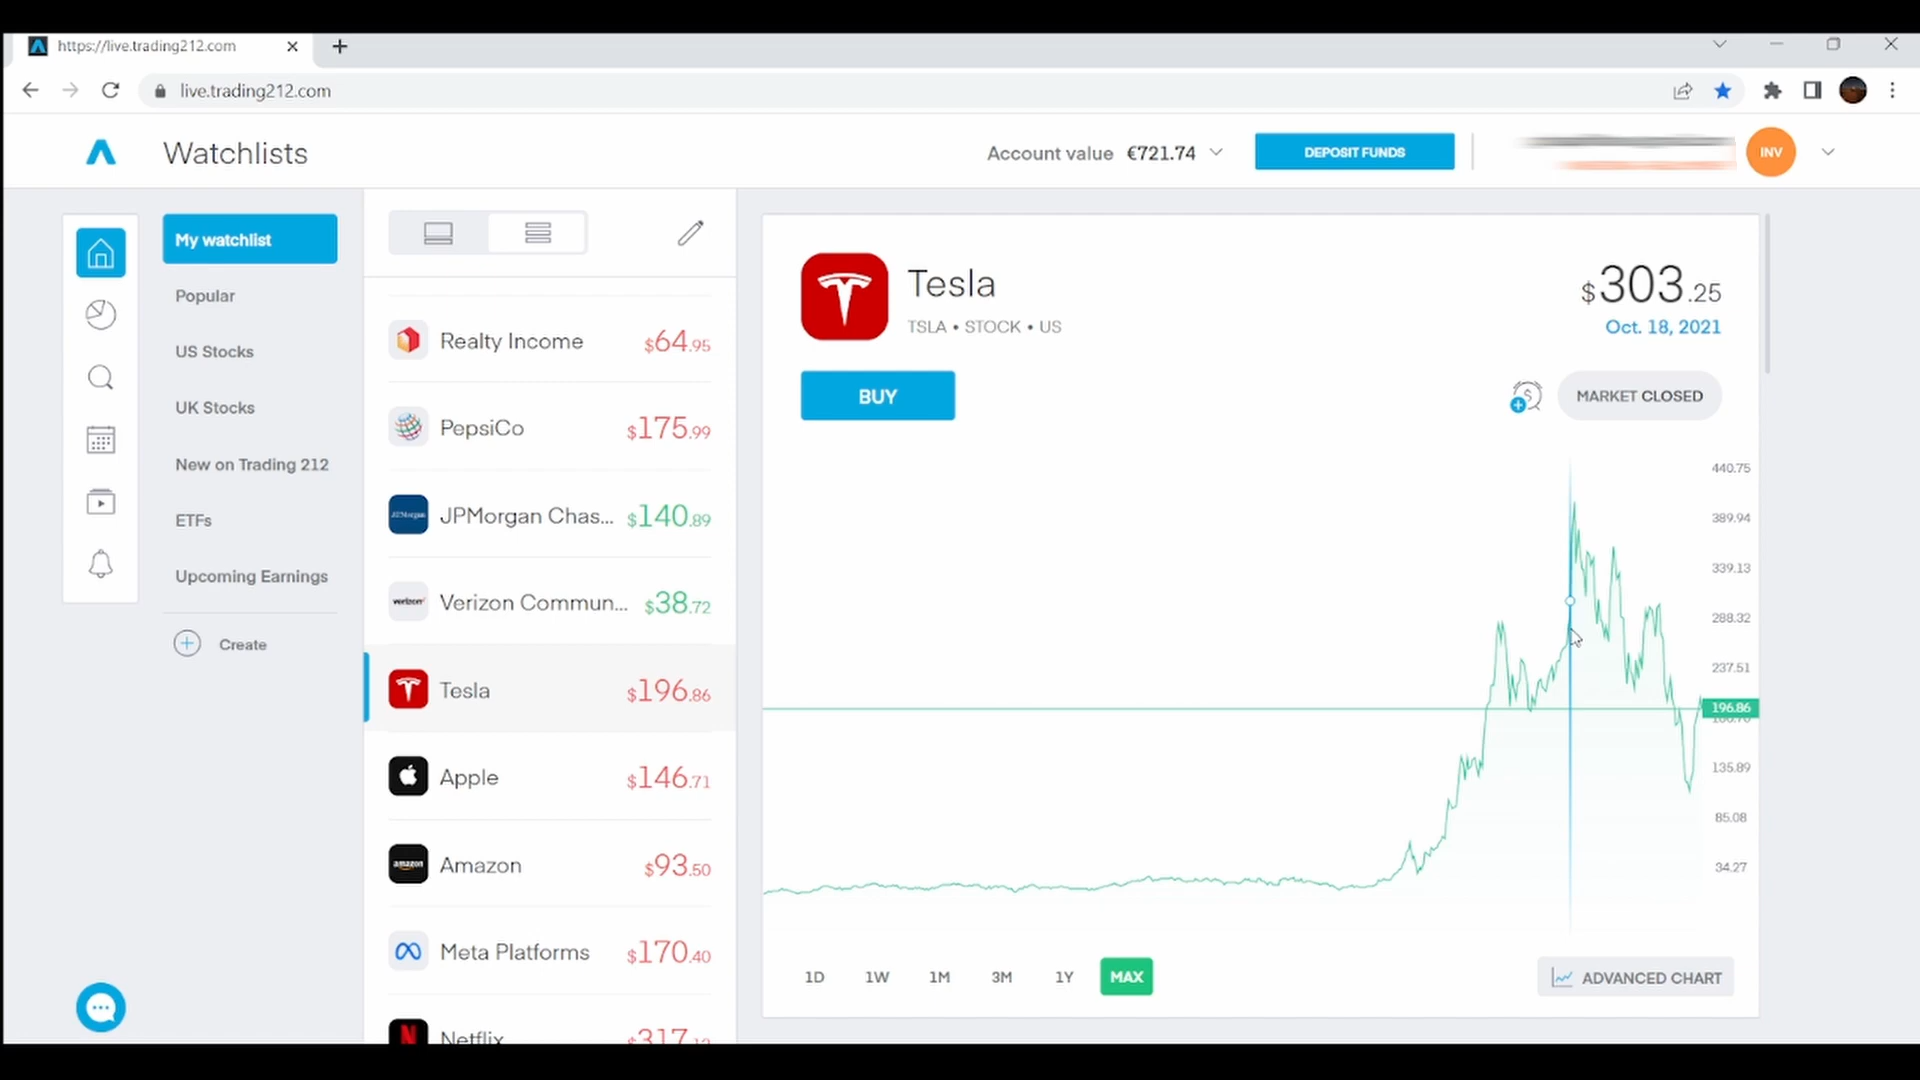 https://live.trading212.com
live.trading212.com
Watchlists
Account value €721.74
DEPOSIT FUNDS
INV
My watchlist
Popular
US Stocks
UK Stocks
New on Trading 212
ETFs
Upcoming Earnings
Create
Realty Income $64.95
PepsiCo $175.99
JPMorgan Chas... $140.89
verizon Verizon Commun... $38.72
Tesla $196.86
Apple $146.71
amazon Amazon $93.50
Meta Platforms $170.40
Netflix $317.
Tesla
TSLA • STOCK • US
$303.25
Oct. 18, 2021
BUY
MARKET CLOSED
440.75
389.94
339.13
288.32
237.51
196.86
135.89
85.08
34.27
1D 1W 1M 3M 1Y MAX
ADVANCED CHART